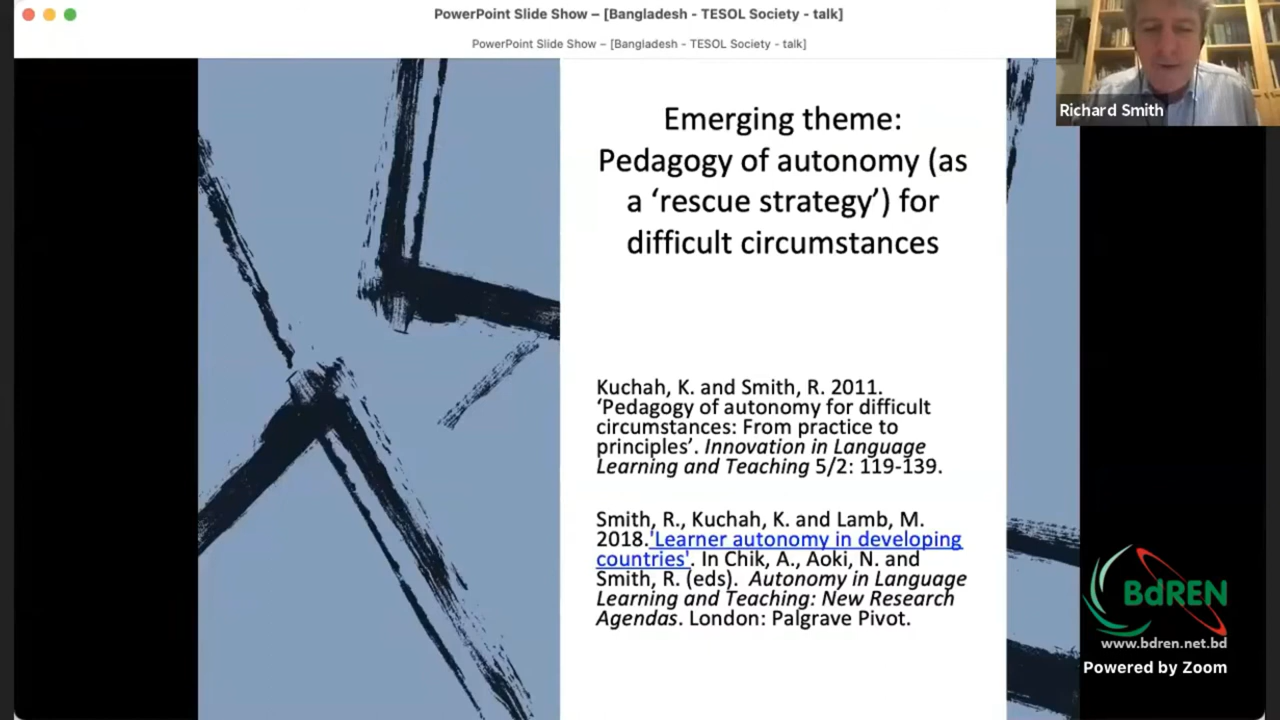 PowerPoint Slide Show – [Bangladesh - TESOL Society - talk]
PowerPoint Slide Show – [Bangladesh - TESOL Society - talk]
Richard Smith
Emerging theme:
Pedagogy of autonomy (as
a ‘rescue strategy’) for
difficult circumstances
Kuchah, K. and Smith, R. 2011.
‘Pedagogy of autonomy for difficult
circumstances: From practice to
principles’. Innovation in Language
Learning and Teaching 5/2: 119-139.
Smith, R., Kuchah, K. and Lamb, M.
2018.'Learner autonomy in developing
countries'. In Chik, A., Aoki, N. and
Smith, R. (eds). Autonomy in Language
Learning and Teaching: New Research
Agendas. London: Palgrave Pivot.
BdREN
www.bdren.net.bd
Powered by Zoom